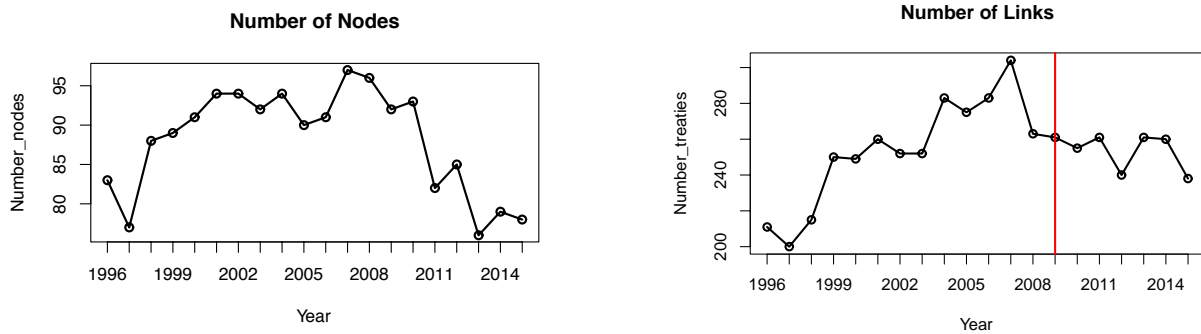 Number of Nodes
Number_nodes
95
90
85
80
1996 1999 2002 2005 2008 2011 2014
Year
Number of Links
Number_treaties
280
240
200
1996 1999 2002 2005 2008 2011 2014
Year